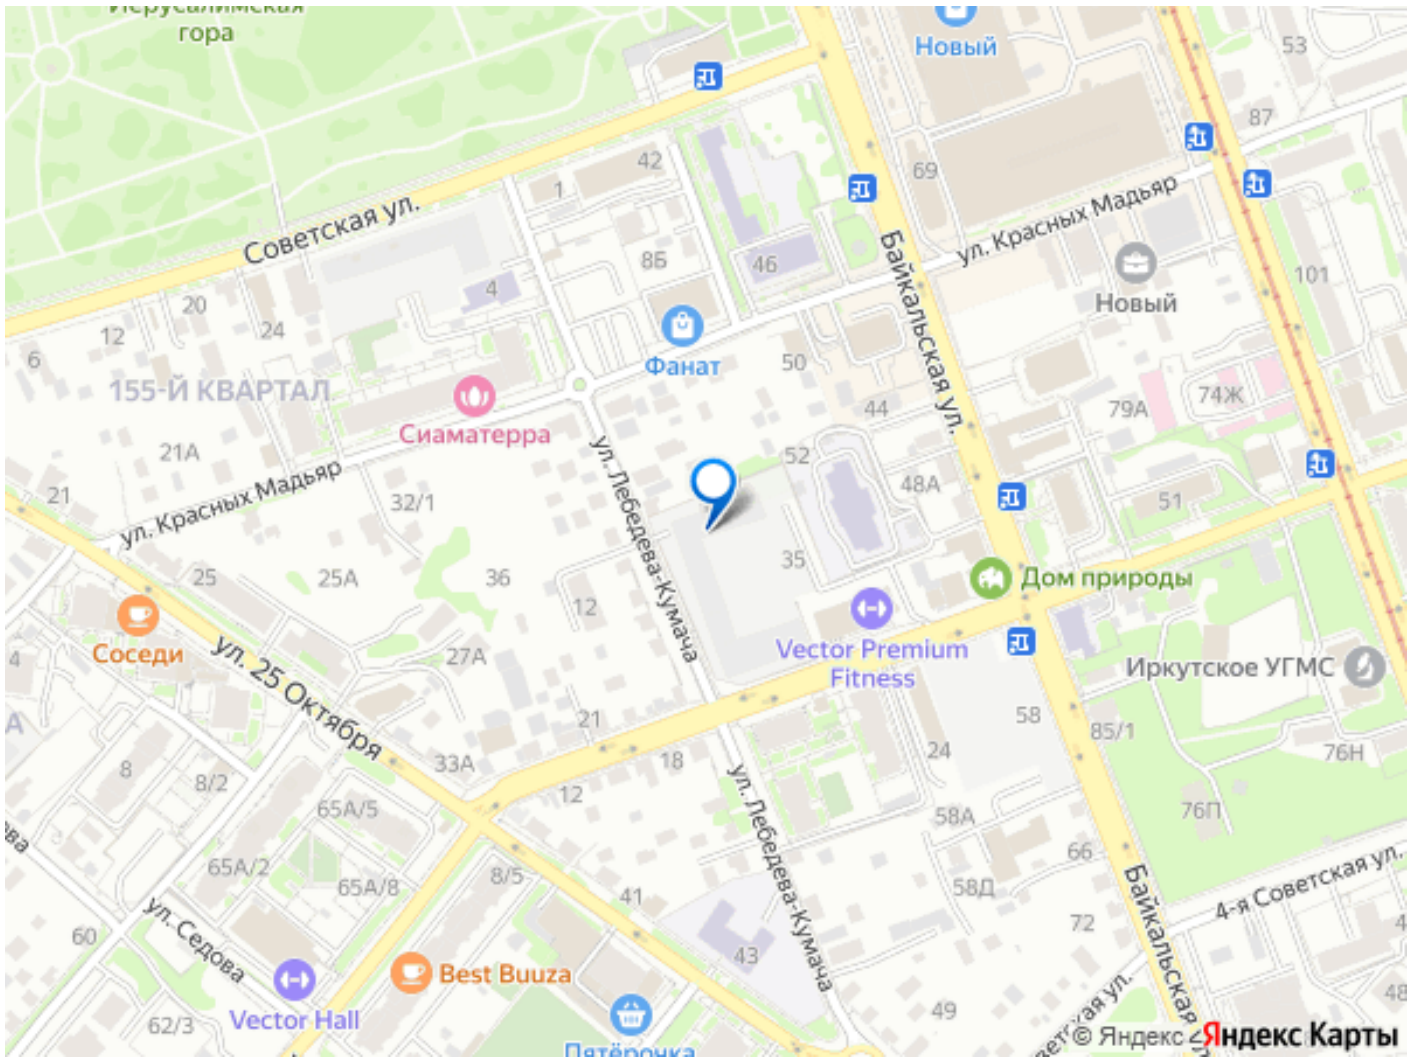 Иерусалимская
гора
Новый
53
87
42
1
69
Советская ул.
ул. Красных Мадьяр
8Б
46
4
Байкальская ул.
Новый
101
20
12
24
6
Фанат
50
155-Й КВАРТАЛ
74Ж
79А
44
Сиаматерра
21А
52
ул. Лебедева-Кумача
48А
51
21
32/1
ул. Красных Мадьяр
35
Дом природы
25
25А
36
12
Соседи
4
ул. 25 Октября
27А
Vector Premium
Fitness
Иркутское УГМС
А
21
58
85/1
24
76Н
33А
18
8
8/2
12
ул. Лебедева-Кумача
65А/5
58А
76П
ова
66
65А/2
65А/8
8/5
41
58Д
Байкальская
4-я Советская ул.
72
ул. Седова
60
43
4
Best Buuza
48
Vector Hall
62/3
49
Пятёрочка
ветская ул.
© Яндекс
Яндекс Карты